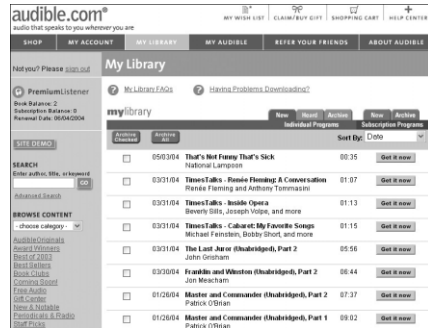 audible.com®
audio that speaks to you wherever you are
MY WISH LIST
CLAIM/BUY GIFT
SHOPPING CART
HELP CENTER
SHOP
MY ACCOUNT
MY LIBRARY
MY AUDIBLE
REFER YOUR FRIENDS
ABOUT AUDIBLE
Not you? Please sign out
My Library
PremiumListener
Book Balance: 2
Subscription Balance: 0
Renewal Date: 06/04/2004
SITE DEMO
SEARCH
Enter author, title, or keyword
GO
Advanced Search
BROWSE CONTENT
- choose category -
AudibleOriginals
Award Winners
Best of 2003
Best Sellers
Book Clubs
Coming Soon!
Free Audio
Gift Center
New & Notable
Periodicals & Radio
Staff Picks
? My Library FAQs
? Having Problems Downloading?
mylibrary
New Heard Archive
Individual Programs
New Archive
Subscription Programs
Archive Checked
Archive All
Sort By: Date
05/03/04 That's Not Funny That's Sick 00:35 Get it now
National Lampoon
03/31/04 TimesTalks - Renée Fleming: A Conversation 01:07 Get it now
Renée Fleming and Anthony Tommasini
03/31/04 TimesTalks - Inside Opera 01:13 Get it now
Beverly Sills, Joseph Volpe, and more
03/31/04 TimesTalks - Cabaret: My Favorite Songs 01:15 Get it now
Michael Feinstein, Bobby Short, and more
03/31/04 The Last Juror (Unabridged), Part 2 05:56 Get it now
John Grisham
03/30/04 Franklin and Winston (Unabridged), Part 2 06:44 Get it now
Jon Meacham
01/26/04 Master and Commander (Unabridged), Part 2 07:37 Get it now
Patrick O'Brian
01/26/04 Master and Commander (Unabridged), Part 1 09:02 Get it now
Patrick O'Brian